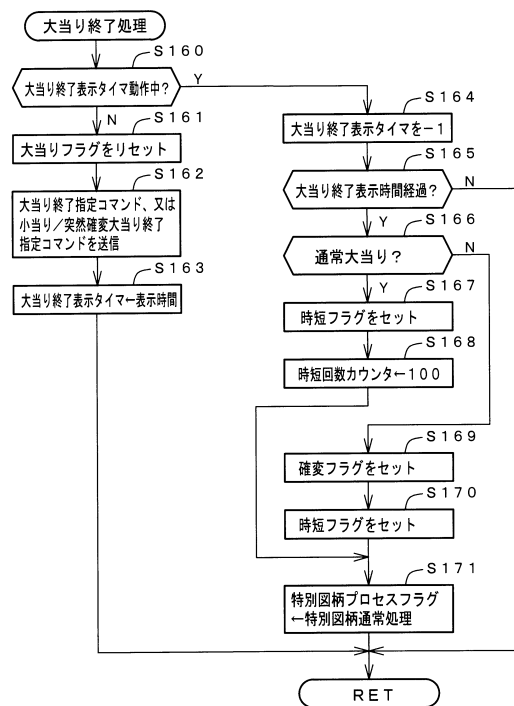 大当り終了処理
S160
大当り終了表示タイマ動作中?
Y
N
S161
大当りフラグをリセット
S162
大当り終了指定コマンド、又は
小当り/突然確変大当り終了
指定コマンドを送信
S163
大当り終了表示タイマ←表示時間
S164
大当り終了表示タイマを-1
S165
大当り終了表示時間経過?
N
Y
S166
通常大当り?
N
Y
S167
時短フラグをセット
S168
時短回数カウンタ←100
S169
確変フラグをセット
S170
時短フラグをセット
S171
特別図柄プロセスフラグ
←特別図柄通常処理
RET